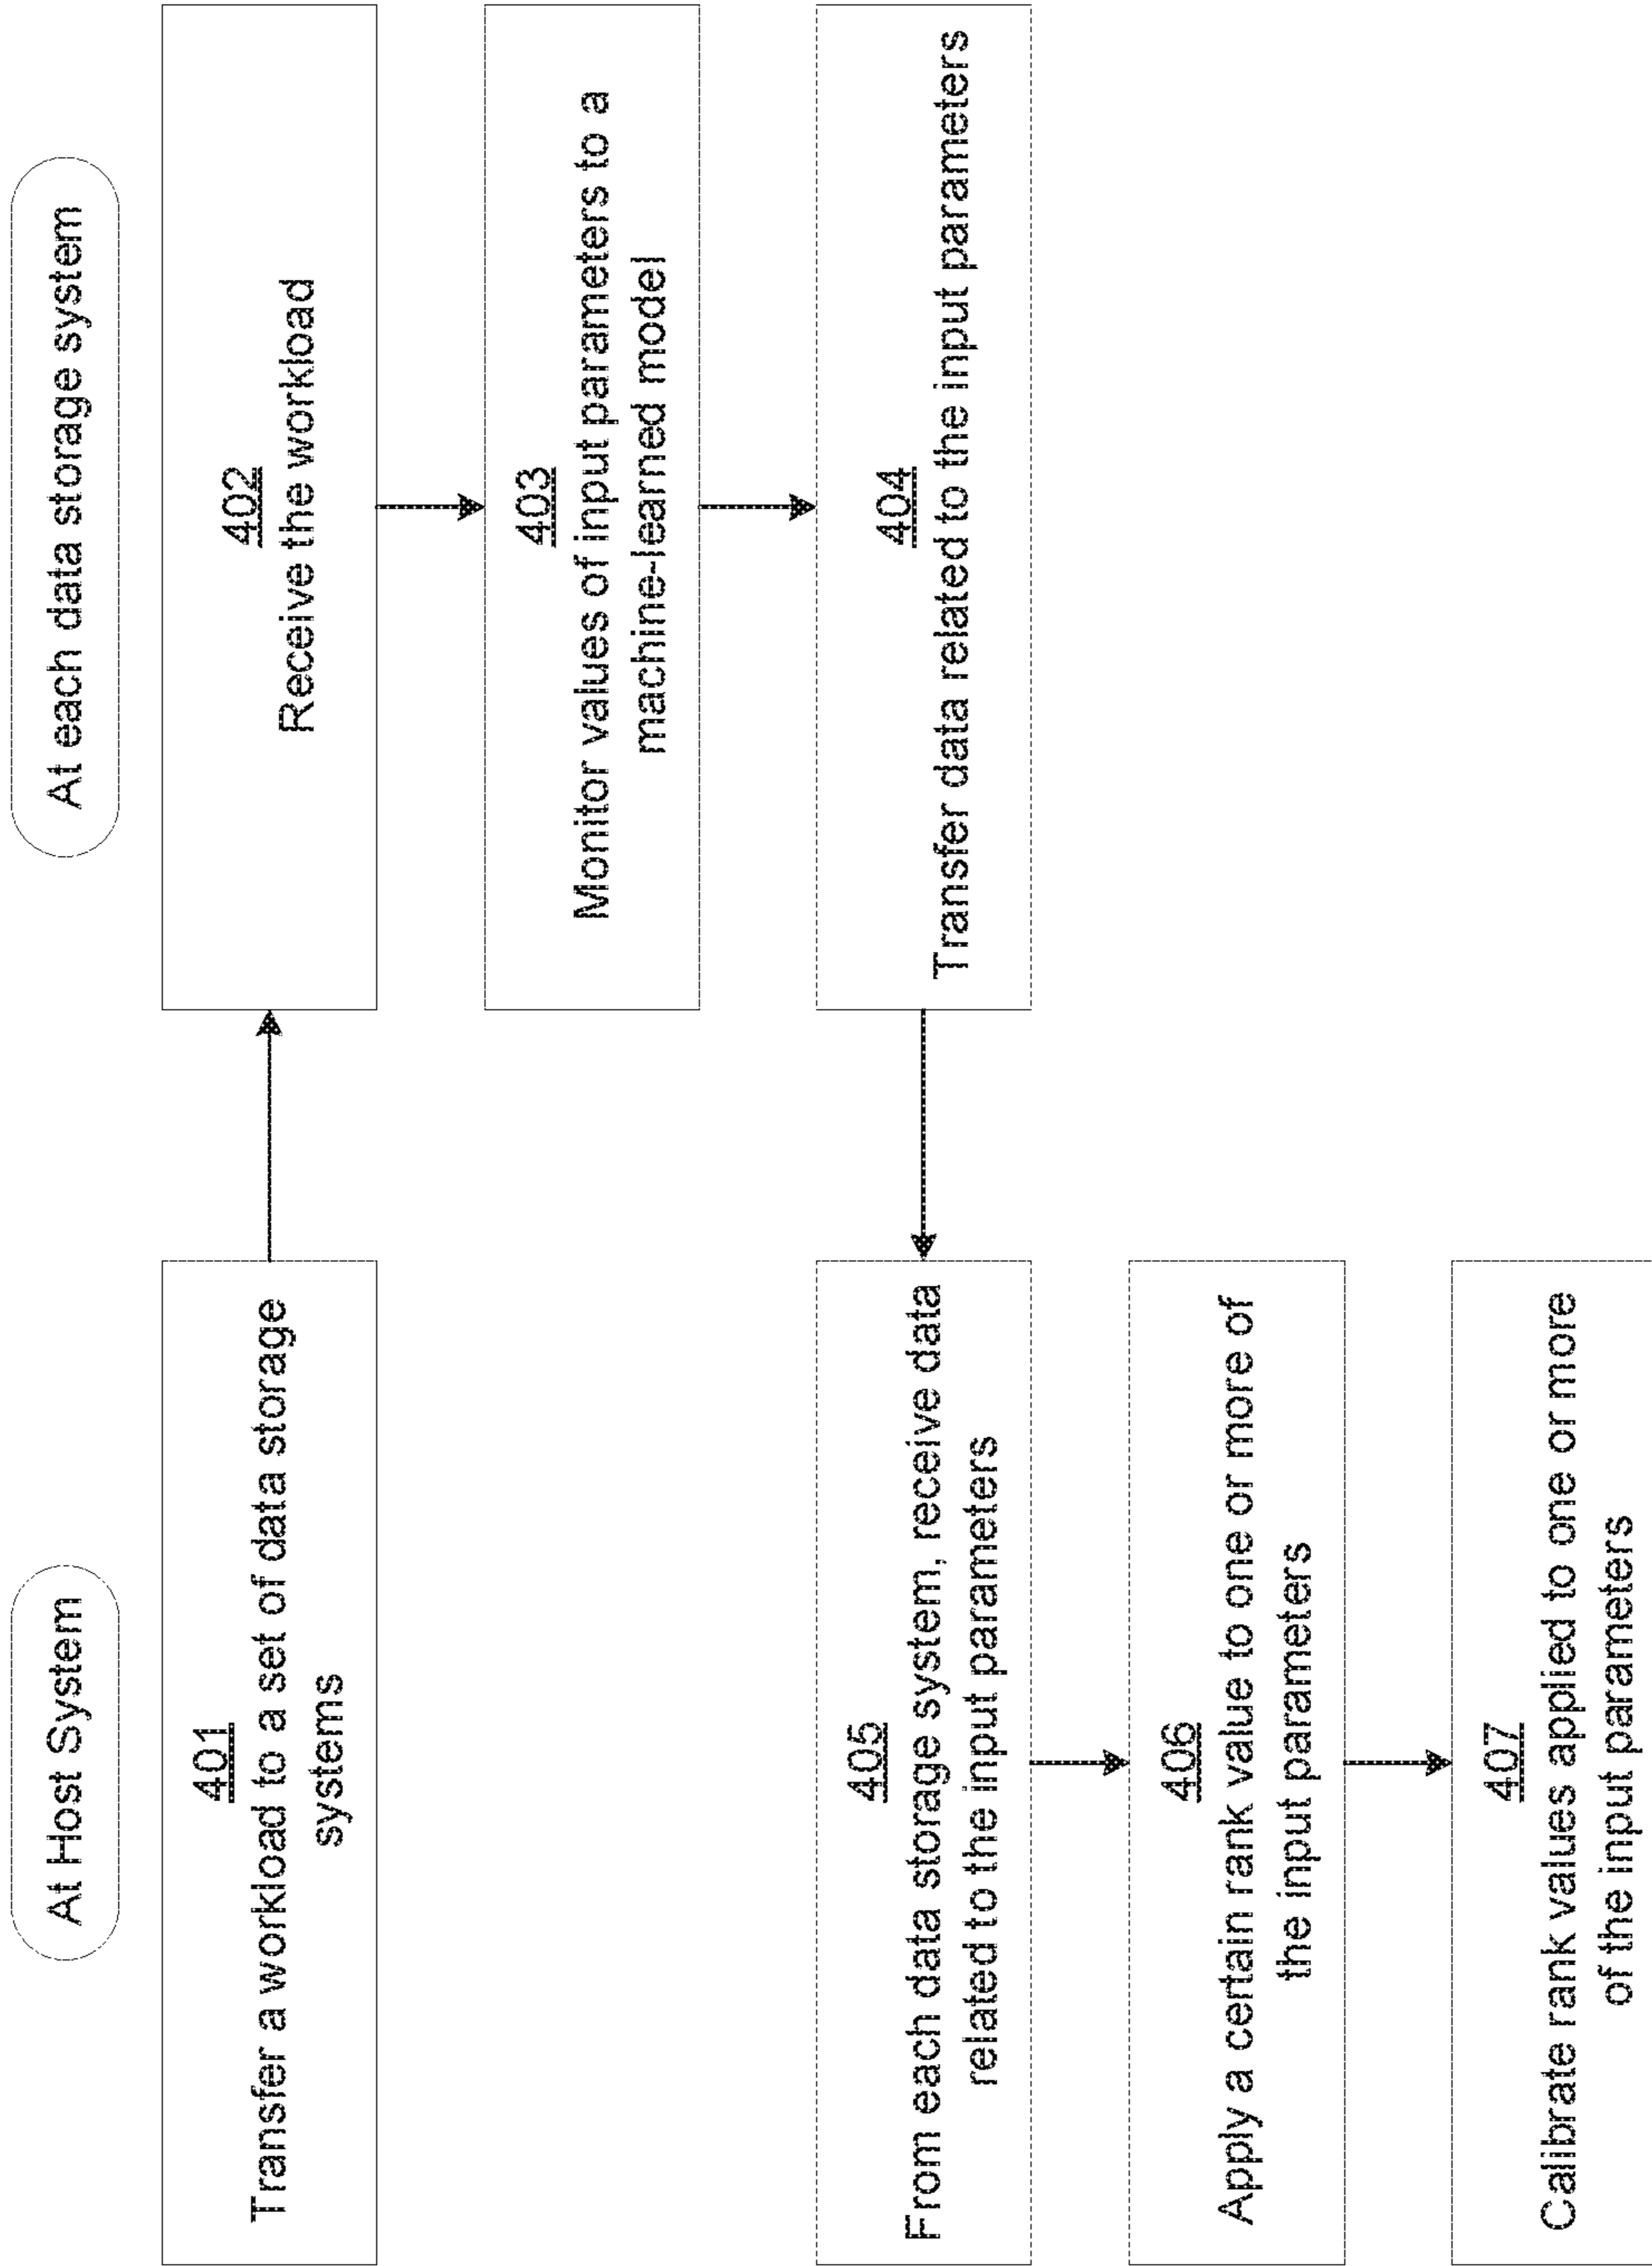 At Host System
At each data storage system
401
Transfer a workload to a set of data storage
systems
402
Receive the workload
403
Monitor values of input parameters to a
machine-learned model
404
Transfer data related to the input parameters
405
From each data storage system, receive data
related to the input parameters
406
Apply a certain rank value to one or more of
the input parameters
407
Calibrate rank values applied to one or more
of the input parameters